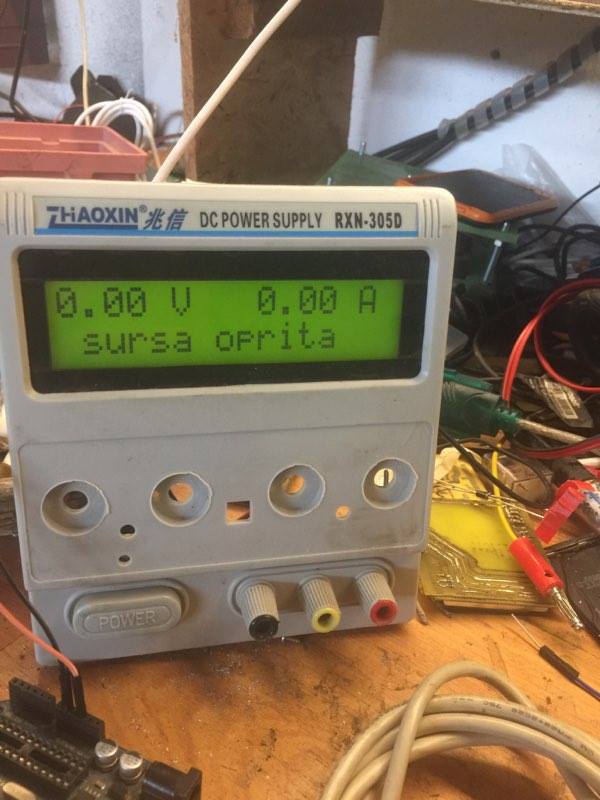 ZHAOXIN® 兆信 DC POWER SUPPLY RXN-305D
0.00 V 0.00 A
sursa oprita
POWER